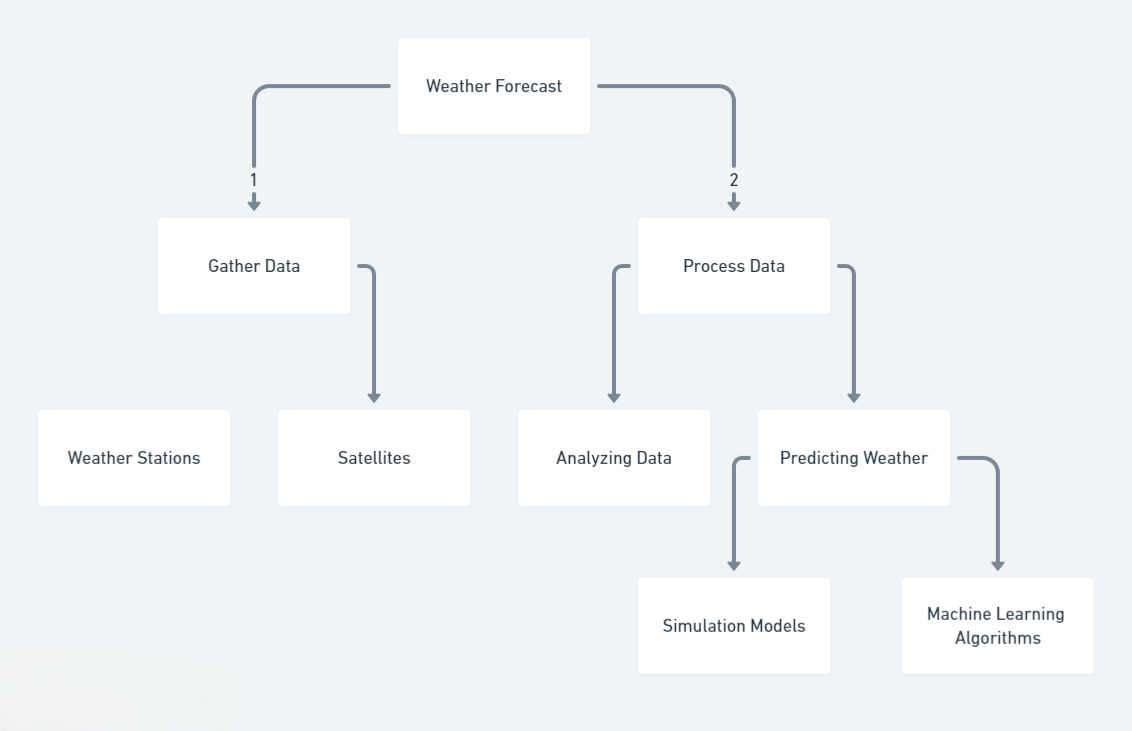 Weather Forecast
1
2
Gather Data
Process Data
Weather Stations
Satellites
Analyzing Data
Predicting Weather
Simulation Models
Machine Learning
Algorithms